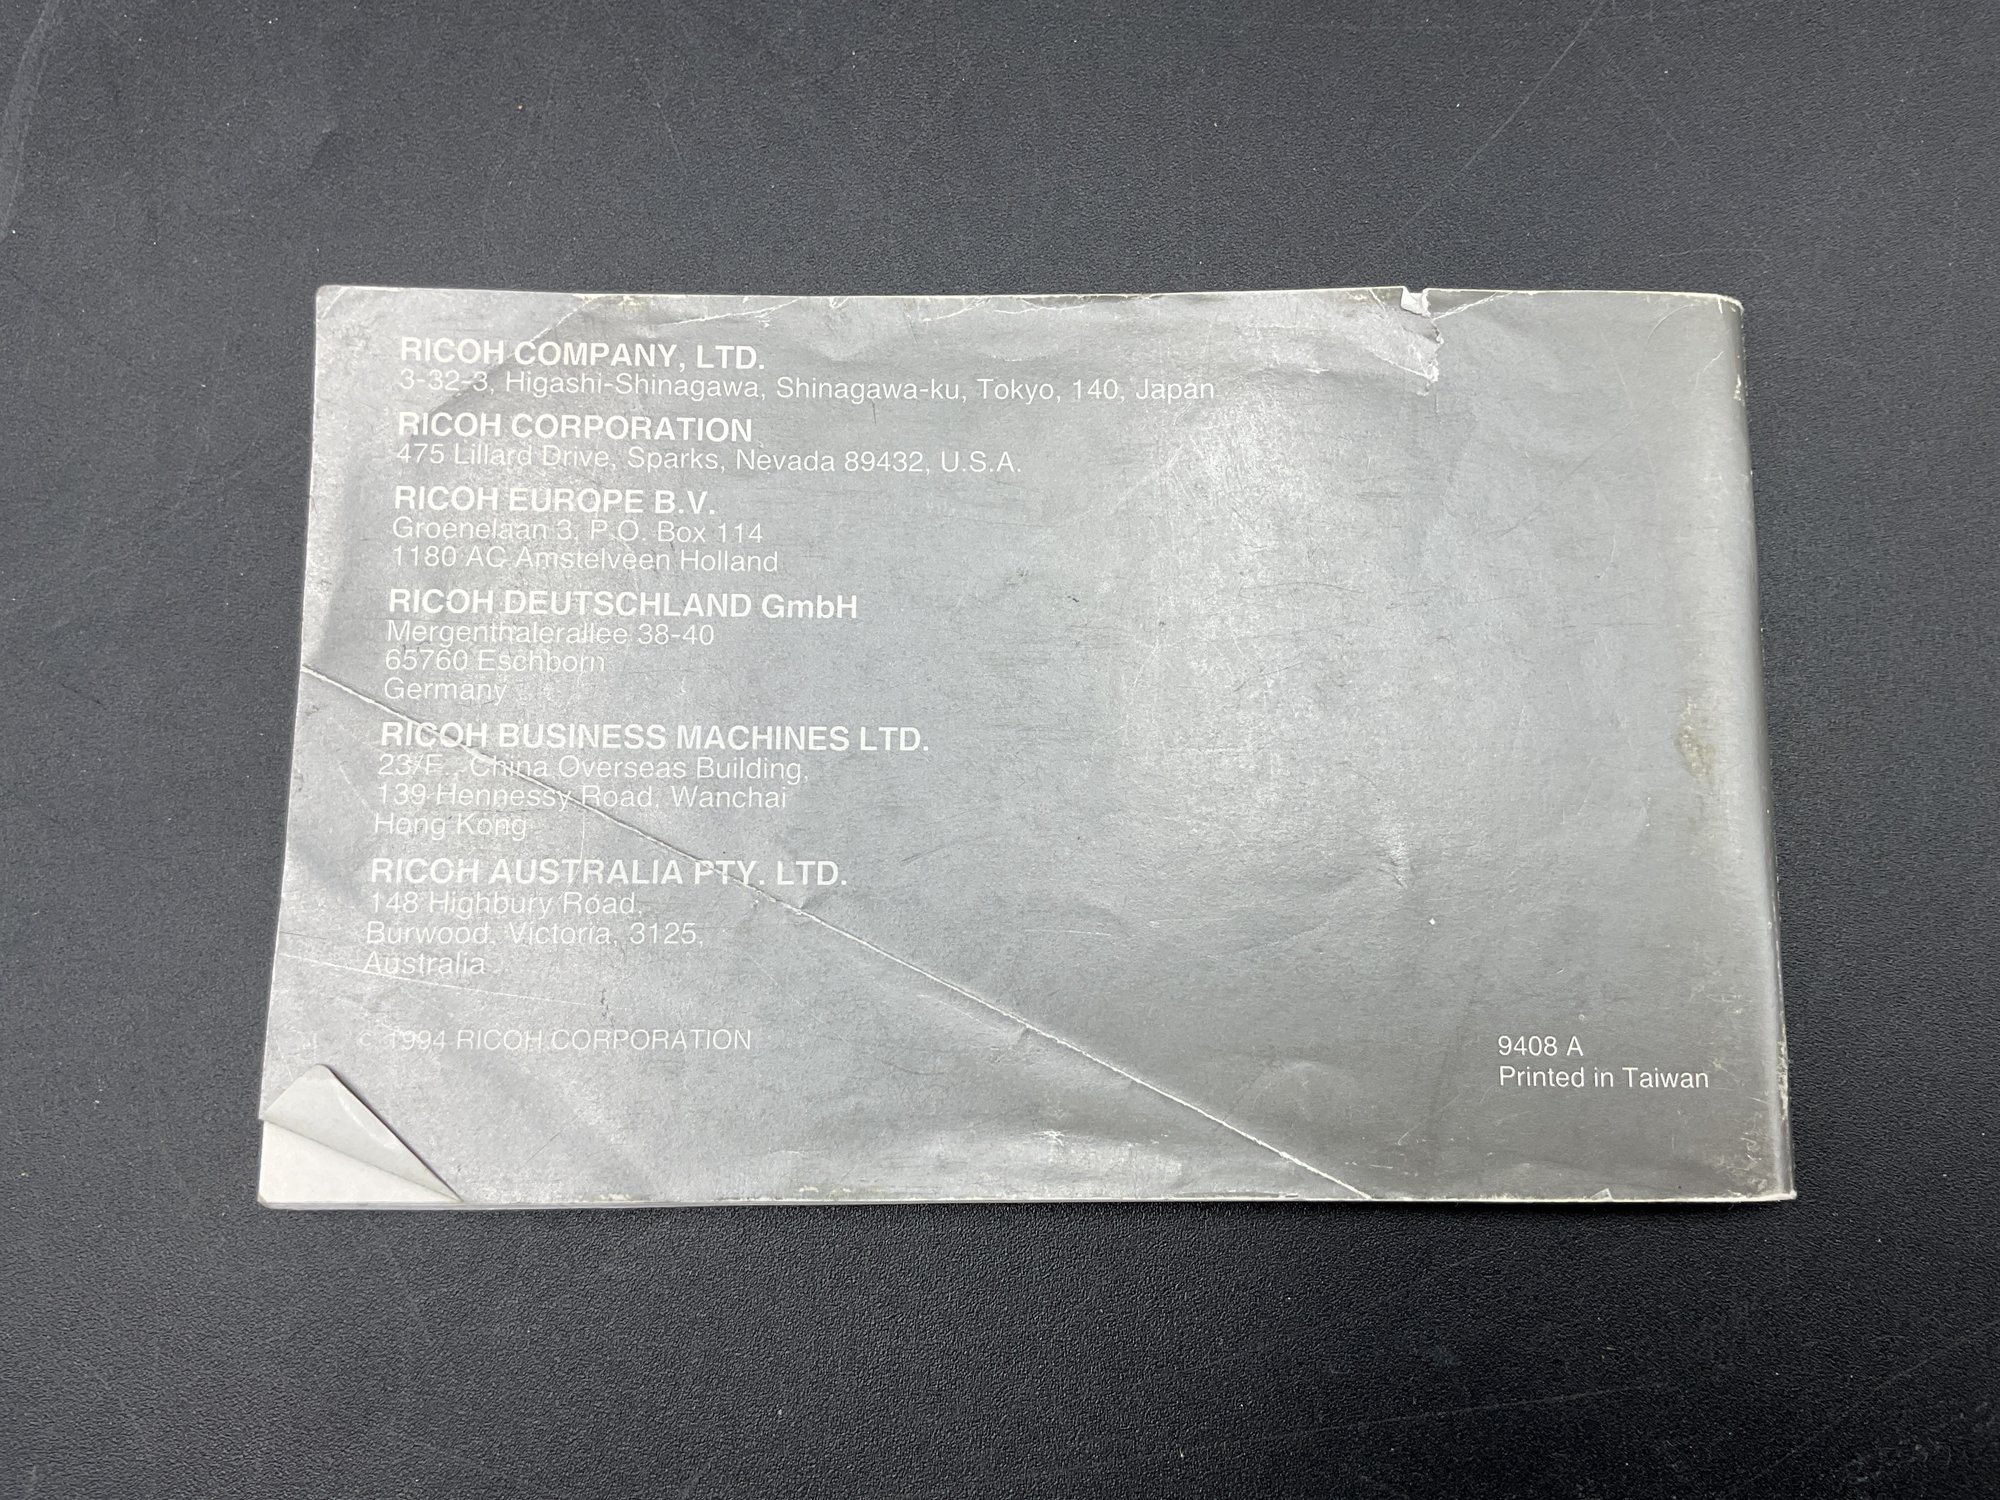 RICOH COMPANY, LTD.
3-32-3, Higashi-Shinagawa, Shinagawa-ku, Tokyo, 140, Japan
RICOH CORPORATION
475 Lillard Drive, Sparks, Nevada 89432, U.S.A.
RICOH EUROPE B.V.
Groenelaan 3, P.O. Box 114
1180 AC Amstelveen Holland
RICOH DEUTSCHLAND GmbH
Mergenthalerallee 38-40
65760 Eschborn
Germany
RICOH BUSINESS MACHINES LTD.
23/F., China Overseas Building,
139 Hennessy Road, Wanchai
Hong Kong
RICOH AUSTRALIA PTY. LTD.
148 Highbury Road,
Burwood, Victoria, 3125,
Australia
© 1994 RICOH CORPORATION
9408 A
Printed in Taiwan